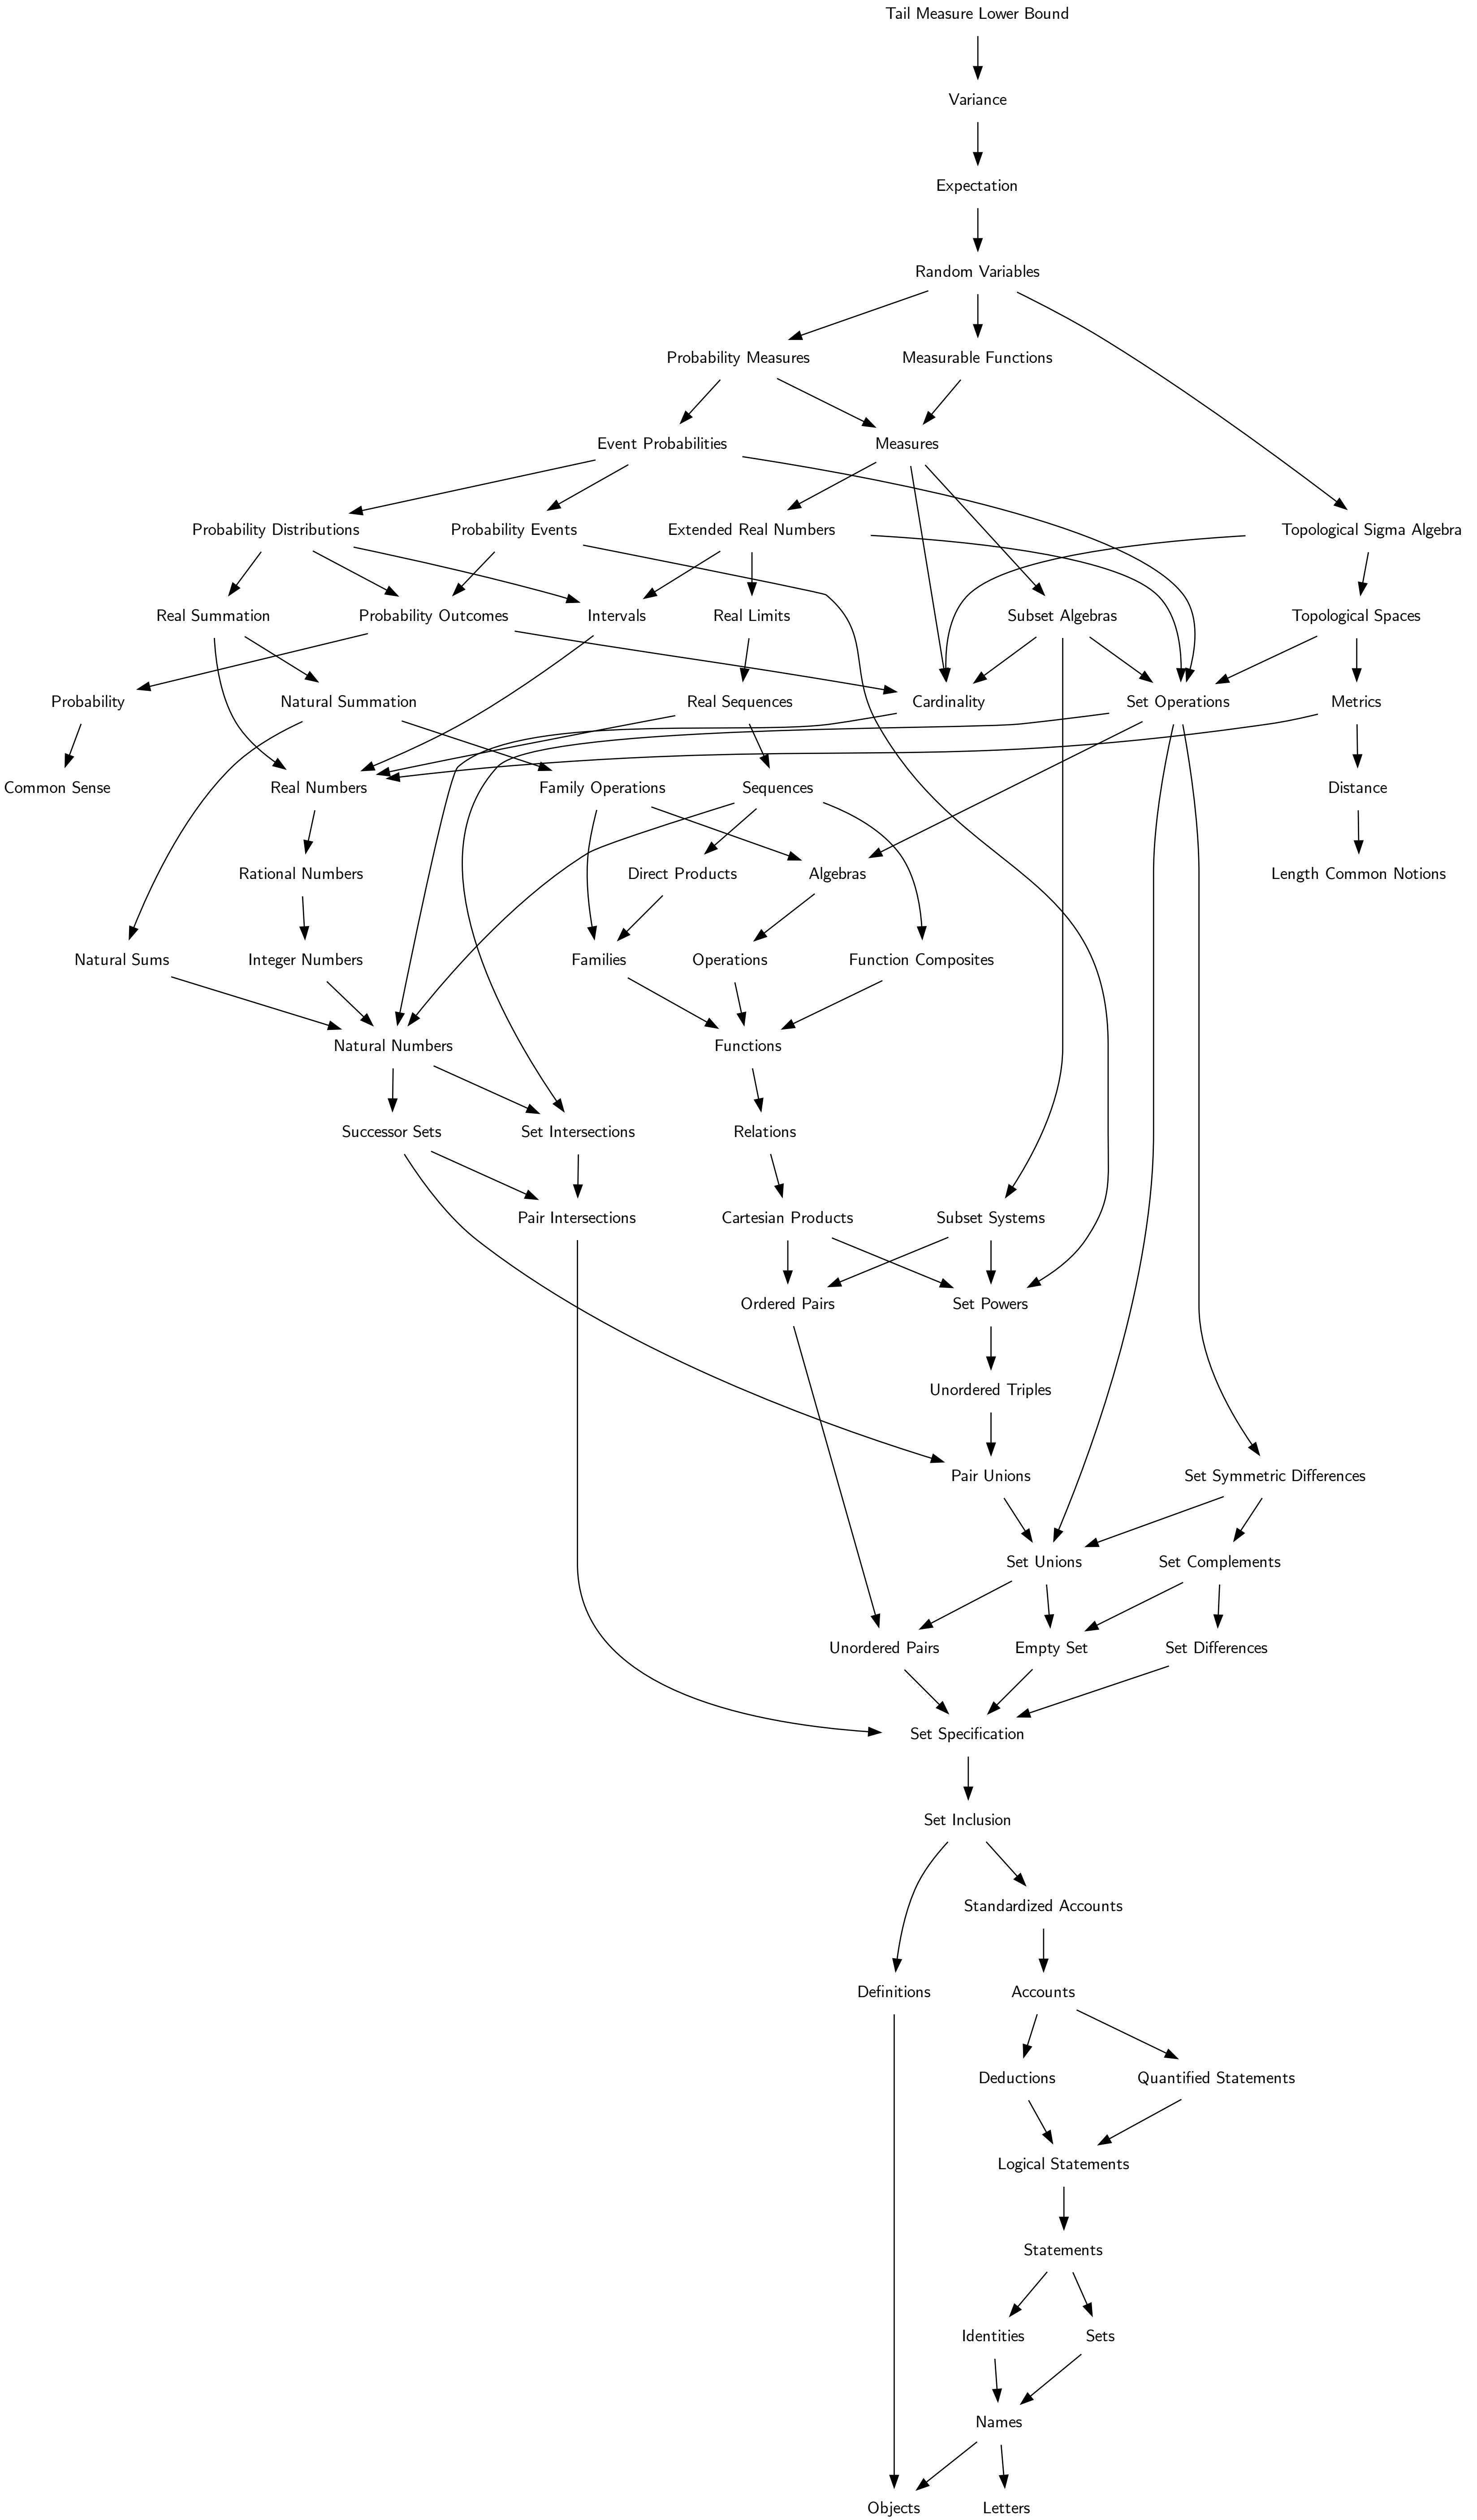 Tail Measure Lower Bound
Variance
Expectation
Random Variables
Probability Measures
Measurable Functions
Event Probabilities
Measures
Probability Distributions
Probability Events
Extended Real Numbers
Topological Sigma Algebra
Real Summation
Probability Outcomes
Intervals
Real Limits
Subset Algebras
Topological Spaces
Probability
Natural Summation
Real Sequences
Cardinality
Set Operations
Metrics
Common Sense
Real Numbers
Family Operations
Sequences
Distance
Rational Numbers
Direct Products
Algebras
Length Common Notions
Natural Sums
Integer Numbers
Families
Operations
Function Composites
Natural Numbers
Functions
Successor Sets
Set Intersections
Relations
Pair Intersections
Cartesian Products
Subset Systems
Ordered Pairs
Set Powers
Unordered Triples
Pair Unions
Set Symmetric Differences
Set Unions
Set Complements
Unordered Pairs
Empty Set
Set Differences
Set Specification
Set Inclusion
Standardized Accounts
Definitions
Accounts
Deductions
Quantified Statements
Logical Statements
Statements
Identities
Sets
Names
Objects
Letters